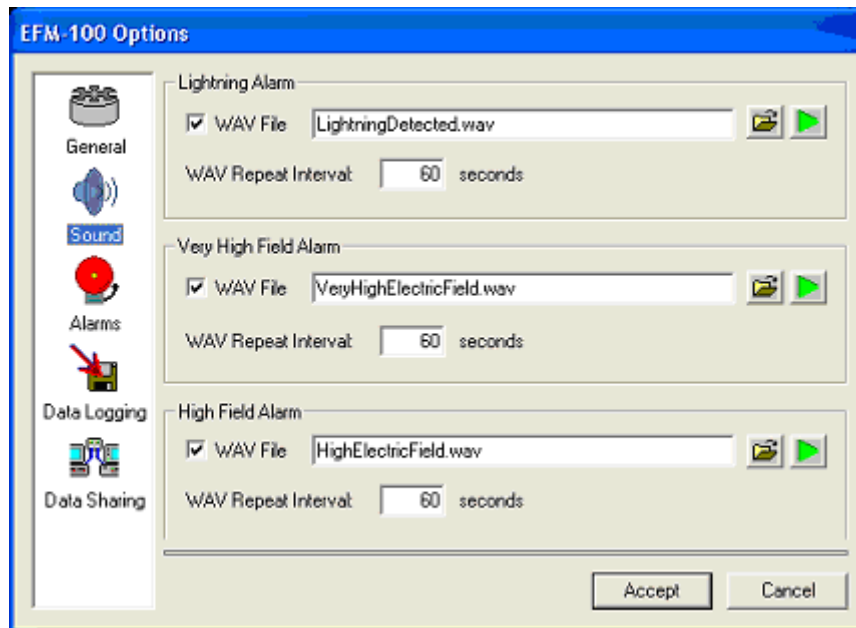 EFM-100 Options
General
Sound
Alarms
Data Logging
Data Sharing
Lightning Alarm
WAV File LightningDetected.wav
WAV Repeat Interval: 60 seconds
Very High Field Alarm
WAV File VeryHighElectricField.wav
WAV Repeat Interval: 60 seconds
High Field Alarm
WAV File HighElectricField.wav
WAV Repeat Interval: 60 seconds
Accept Cancel